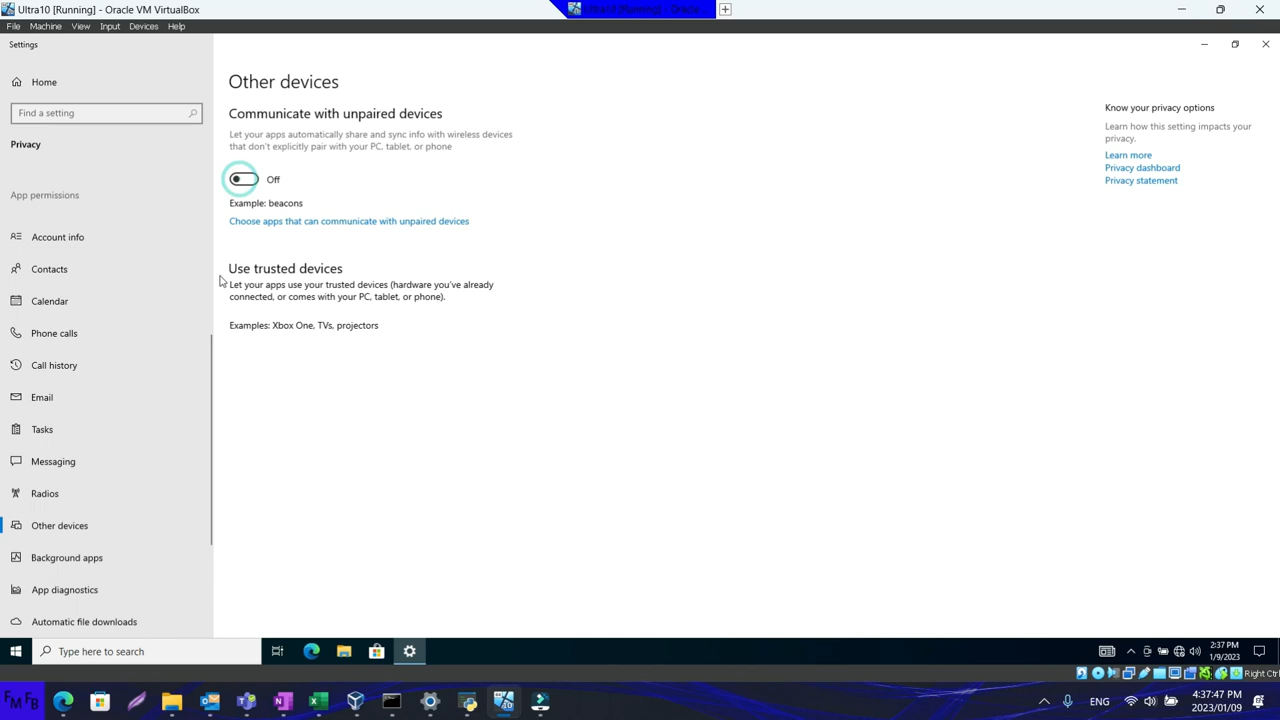 Ultra10 [Running] - Oracle VM VirtualBox
Ultra10 [Running] - Oracle
File Machine View Input Devices Help
Settings
Home
Find a setting
Privacy
App permissions
Account info
Contacts
Calendar
Phone calls
Call history
Email
Tasks
Messaging
Radios
Other devices
Background apps
App diagnostics
Automatic file downloads
Other devices
Communicate with unpaired devices
Let your apps automatically share and sync info with wireless devices
that don't explicitly pair with your PC, tablet, or phone
Off
Example: beacons
Choose apps that can communicate with unpaired devices
Use trusted devices
Let your apps use your trusted devices (hardware you've already
connected, or comes with your PC, tablet, or phone).
Examples: Xbox One, TVs, projectors
Know your privacy options
Learn how this setting impacts your
privacy.
Learn more
Privacy dashboard
Privacy statement
Type here to search
2:37 PM
1/9/2023
Right Ctrl
FM FB
ENG
4:37:47 PM
2023/01/09